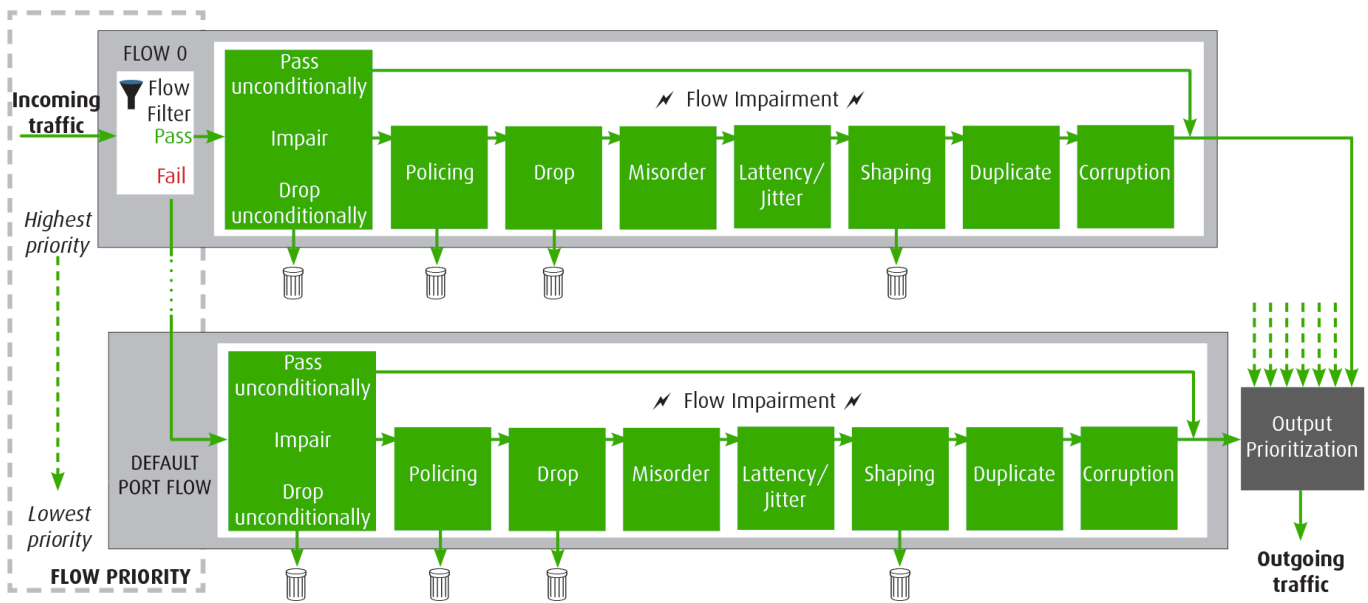 FLOW 0
Incoming
traffic
Flow
Filter
Pass
Fail
Pass
unconditionally
Impair
Drop
unconditionally
Flow Impairment
Policing
Drop
Misorder
Lattency/
Jitter
Shaping
Duplicate
Corruption
Highest
priority
Lowest
priority
FLOW PRIORITY
DEFAULT
PORT FLOW
Pass
unconditionally
Impair
Drop
unconditionally
Flow Impairment
Policing
Drop
Misorder
Lattency/
Jitter
Shaping
Duplicate
Corruption
Output
Prioritization
Outgoing
traffic